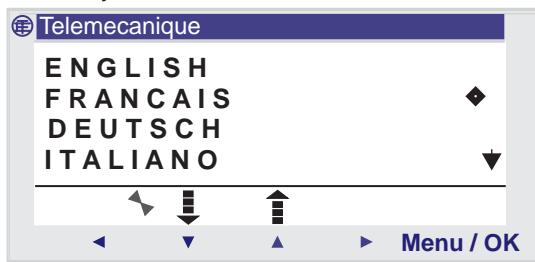 Telemecanique
ENGLISH
FRANCAIS
DEUTSCH
ITALIANO
Menu / OK